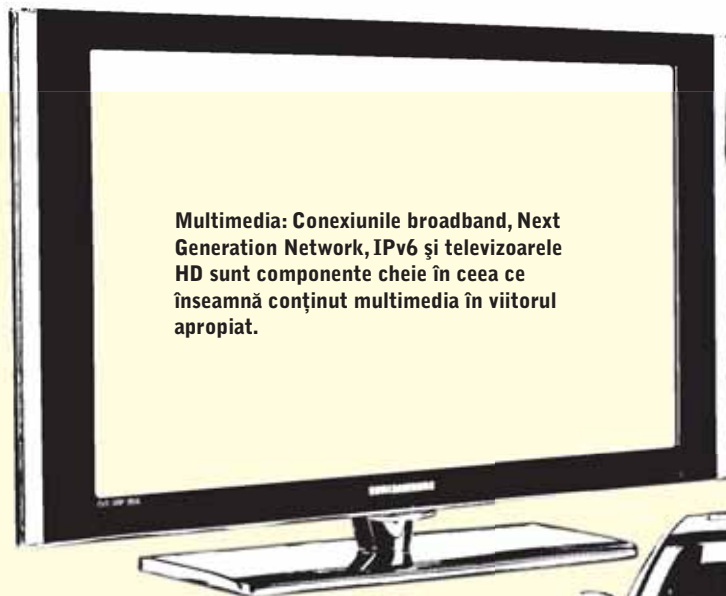 Multimedia: Conexiunile broadband, Next
Generation Network, IPv6 şi televizoarele
HD sunt componente cheie în ceea ce
înseamnă conţinut multimedia în viitorul
apropiat.